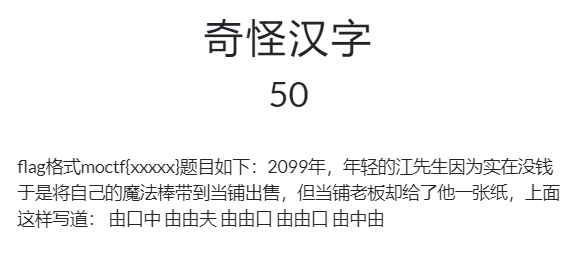 奇怪汉字
50
flag格式moctf{xxxxx}题目如下：2099年，年轻的江先生因为实在没钱
于是将自己的魔法棒带到当铺出售，但当铺老板却给了他一张纸，上面
这样写道： 由口中 由由夫 由由口 由由口 由中由